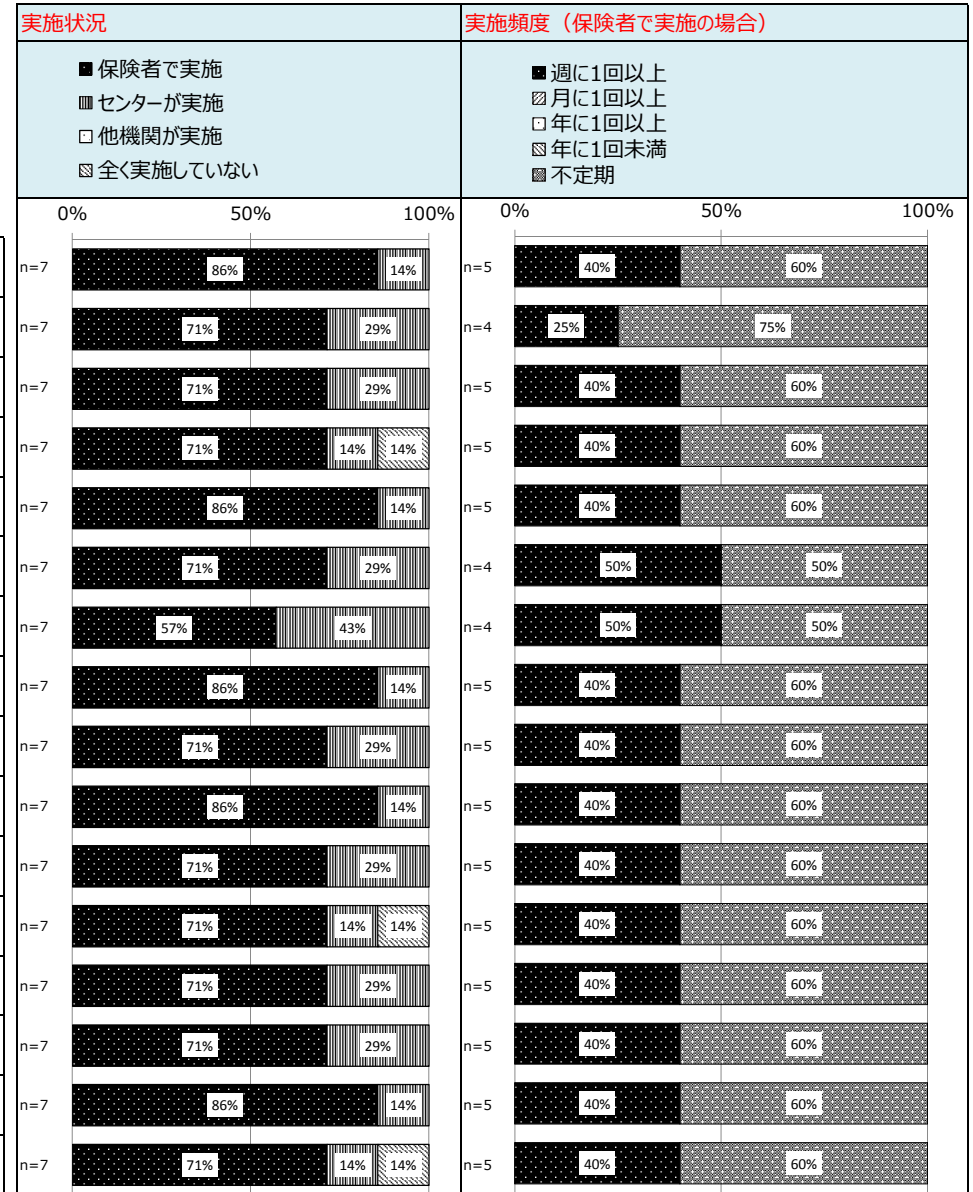 実施状況
実施頻度（保険者で実施の場合）
保険者で実施
センターが実施
他機関が実施
全く実施していない
週に1回以上
月に1回以上
年に1回以上
年に1回未満
不定期
0% 50% 100%
0% 50% 100%
n=7 86% 14% n=5 40% 60%
n=7 71% 29% n=4 25% 75%
n=7 71% 29% n=5 40% 60%
n=7 71% 14% 14% n=5 40% 60%
n=7 86% 14% n=5 40% 60%
n=7 71% 29% n=4 50% 50%
n=7 57% 43% n=4 50% 50%
n=7 86% 14% n=5 40% 60%
n=7 71% 29% n=5 40% 60%
n=7 86% 14% n=5 40% 60%
n=7 71% 29% n=5 40% 60%
n=7 71% 14% 14% n=5 40% 60%
n=7 71% 29% n=5 40% 60%
n=7 71% 29% n=5 40% 60%
n=7 86% 14% n=5 40% 60%
n=7 71% 14% 14% n=5 40% 60%